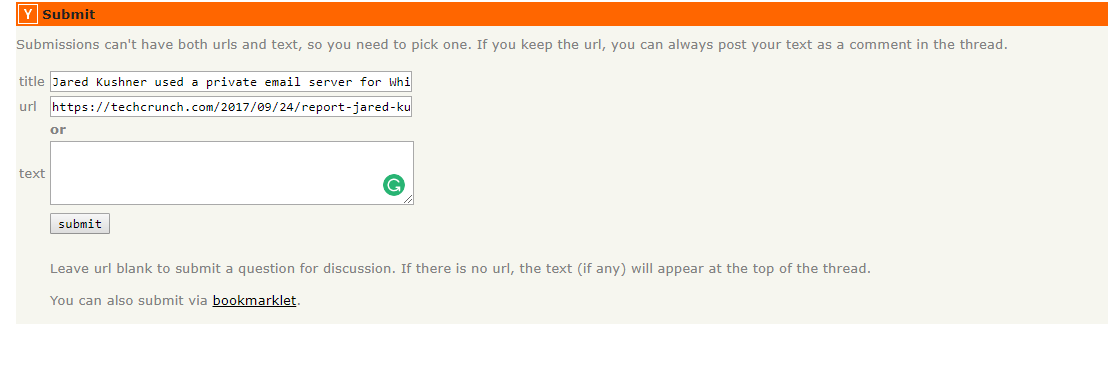 Y Submit
Submissions can't have both urls and text, so you need to pick one. If you keep the url, you can always post your text as a comment in the thread.
title Jared Kushner used a private email server for Whi
url https://techcrunch.com/2017/09/24/report-jared-ku
or
text
submit
Leave url blank to submit a question for discussion. If there is no url, the text (if any) will appear at the top of the thread.
You can also submit via bookmarklet.